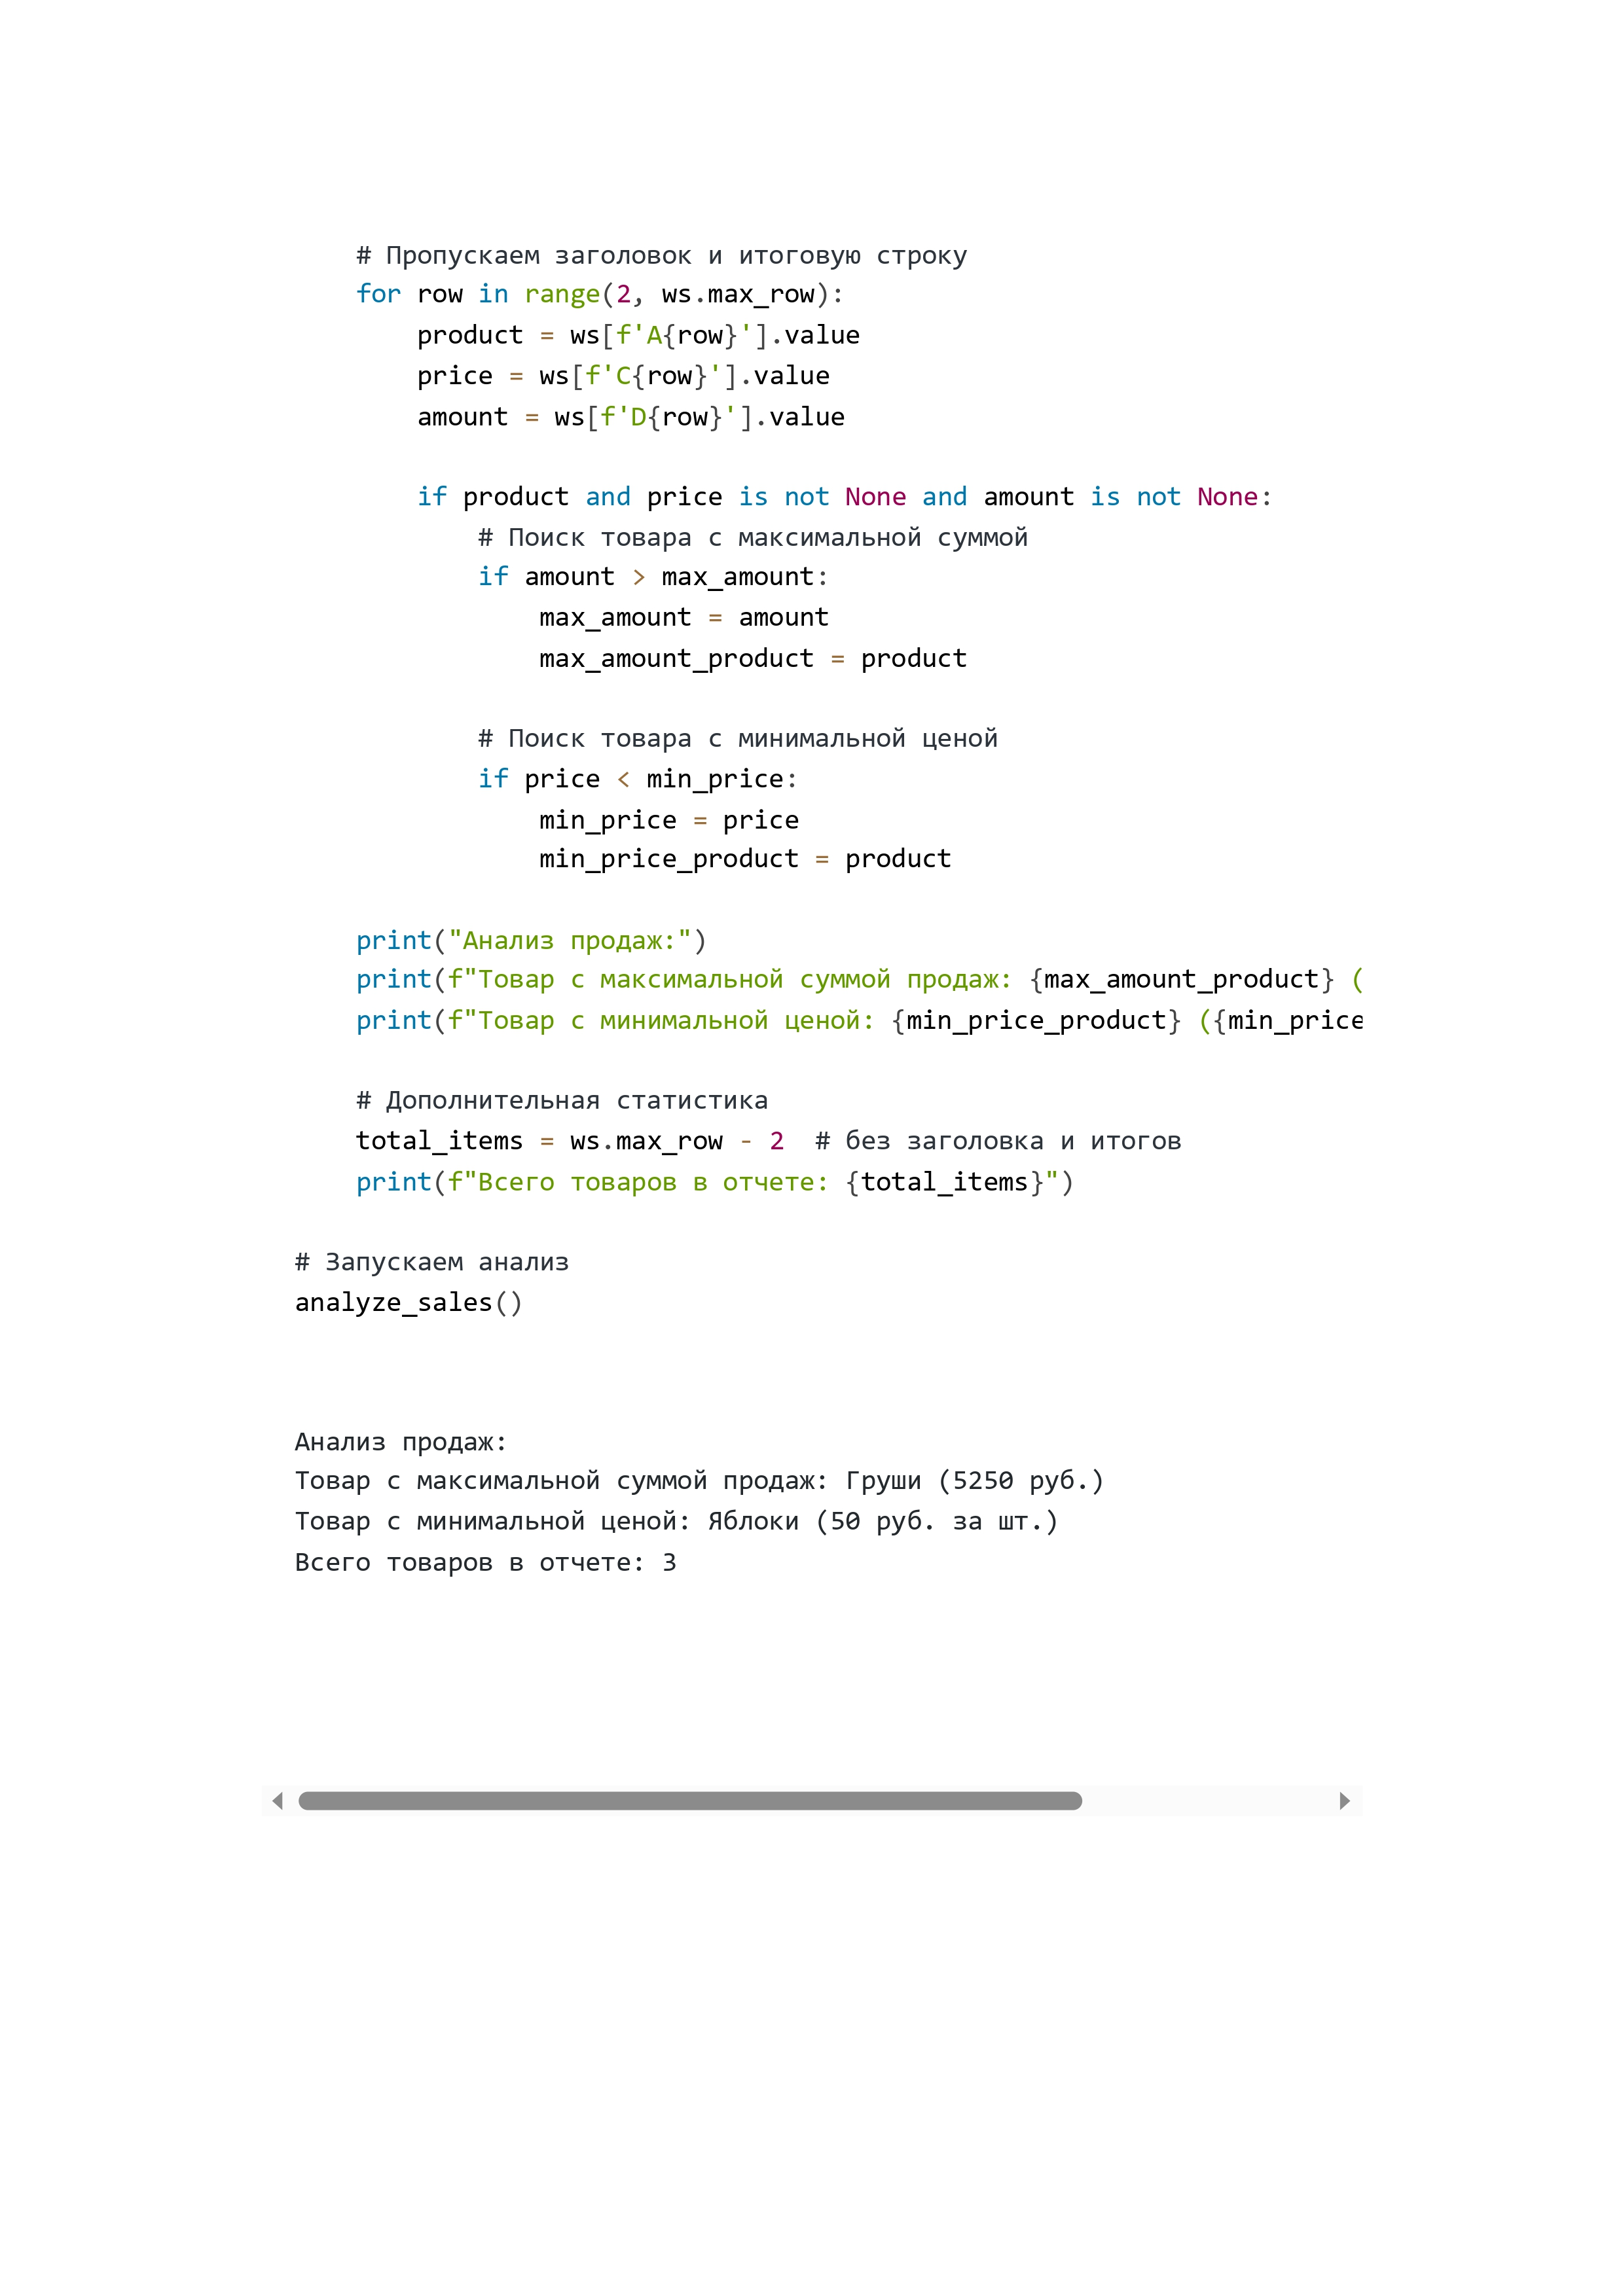 # Пропускаем заголовок и итоговую строку
for row in range(2, ws.max_row):
product = ws[f'A{row}'].value
price = ws[f'C{row}'].value
amount = ws[f'D{row}'].value
if product and price is not None and amount is not None:
# Поиск товара с максимальной суммой
if amount > max_amount:
max_amount = amount
max_amount_product = product
# Поиск товара с минимальной ценой
if price < min_price:
min_price = price
min_price_product = product
print("Анализ продаж:")
print(f"Товар с максимальной суммой продаж: {max_amount_product} (
print(f"Товар с минимальной ценой: {min_price_product} ({min_price
# Дополнительная статистика
total_items = ws.max_row - 2  # без заголовка и итогов
print(f"Всего товаров в отчете: {total_items}")
# Запускаем анализ
analyze_sales()
Анализ продаж:
Товар с максимальной суммой продаж: Груши (5250 руб.)
Товар с минимальной ценой: Яблоки (50 руб. за шт.)
Всего товаров в отчете: 3